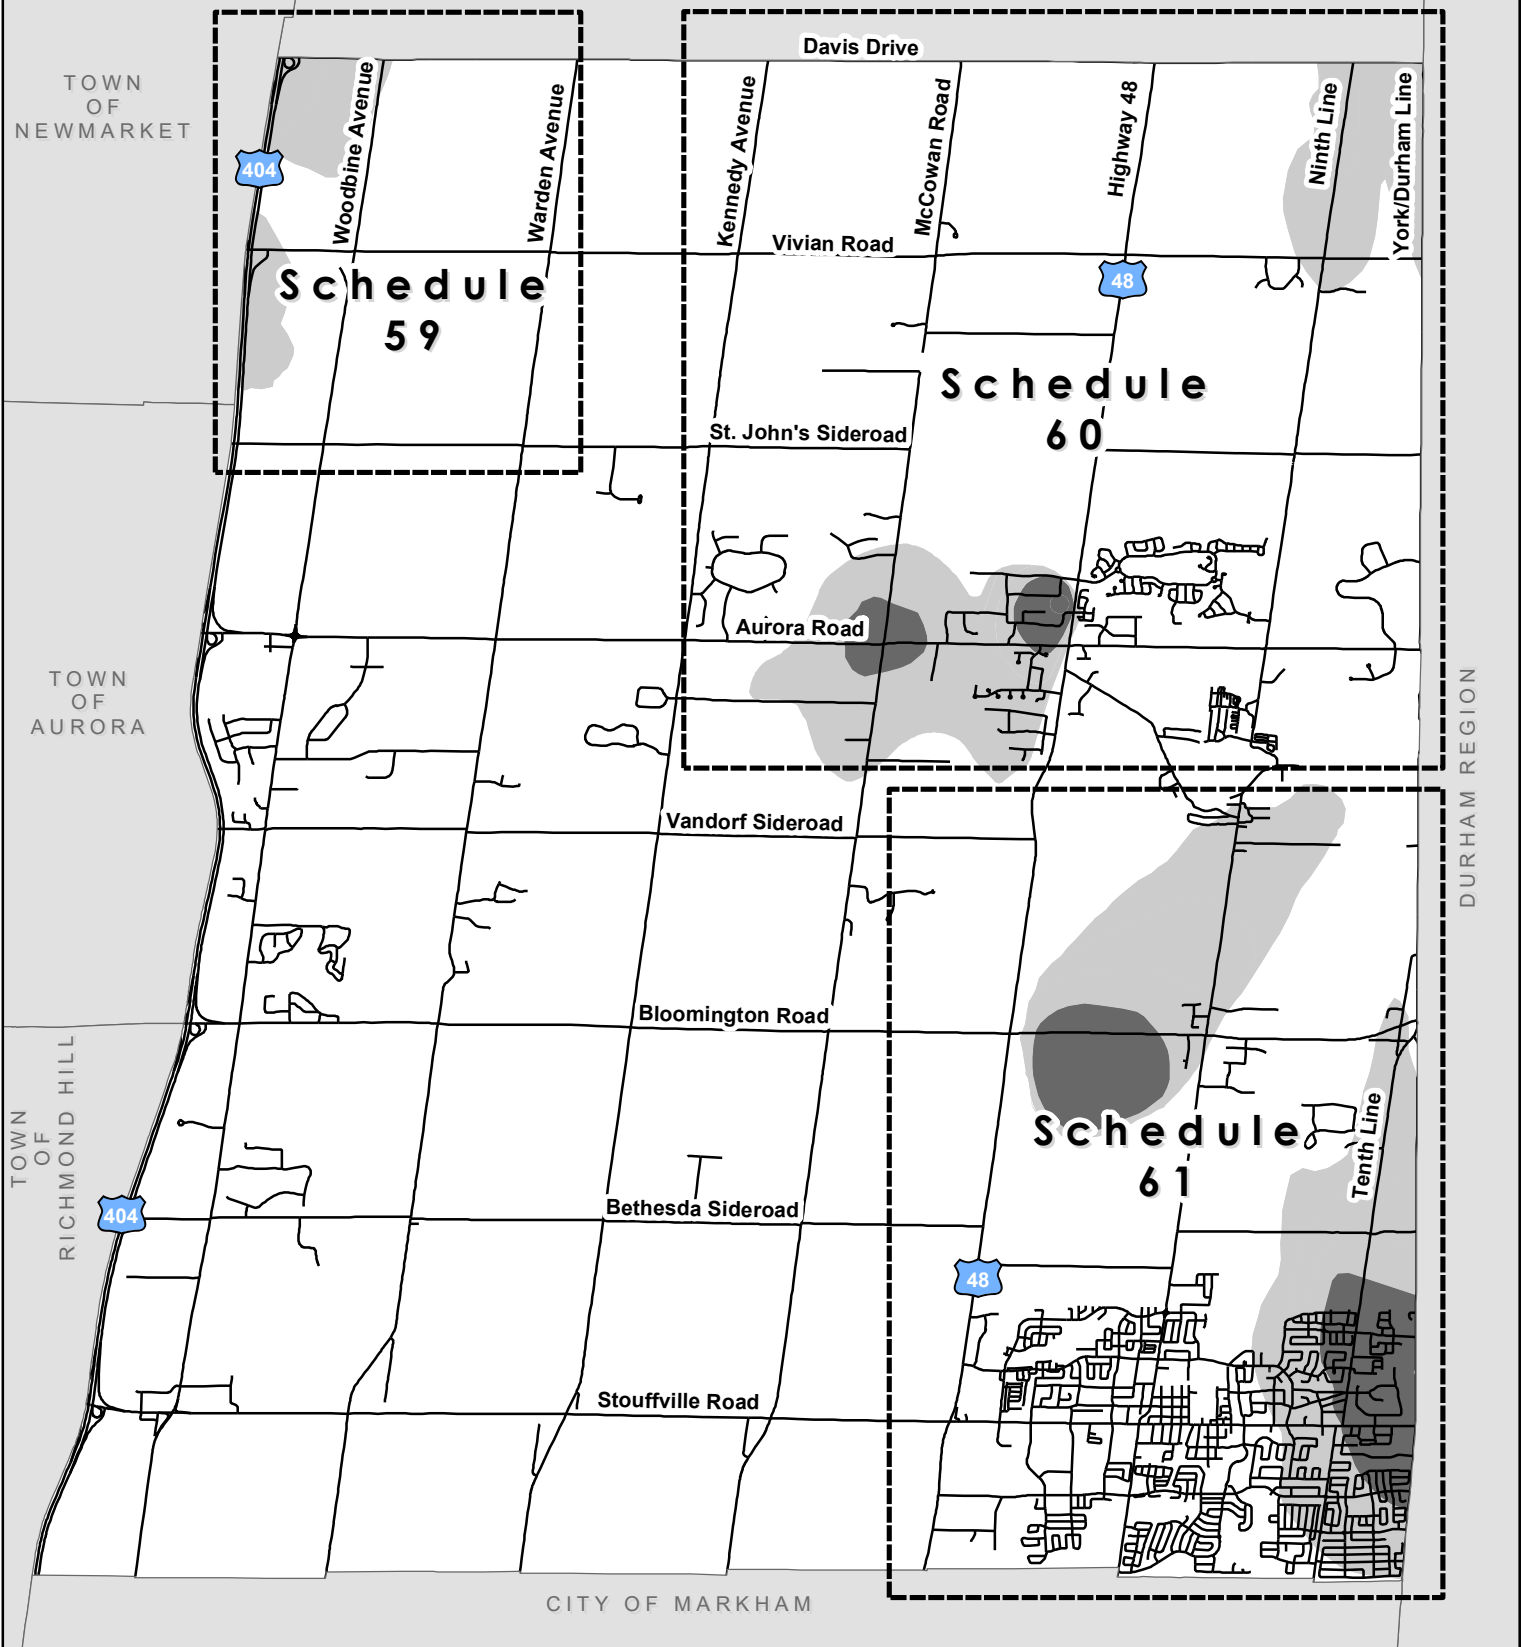 Davis Drive
TOWN
OF
NEWMARKET
404
Woodbine Avenue
Warden Avenue
Kennedy Avenue
McCowan Road
Highway 48
Ninth Line
York/Durham Line
Vivian Road
48
Schedule
59
Schedule
60
St. John's Sideroad
Aurora Road
TOWN
OF
AURORA
DURHAM REGION
Vandorf Sideroad
Bloomington Road
TOWN
OF
RICHMOND HILL
Schedule
61
Tenth Line
404
Bethesda Sideroad
48
Stouffville Road
CITY OF MARKHAM